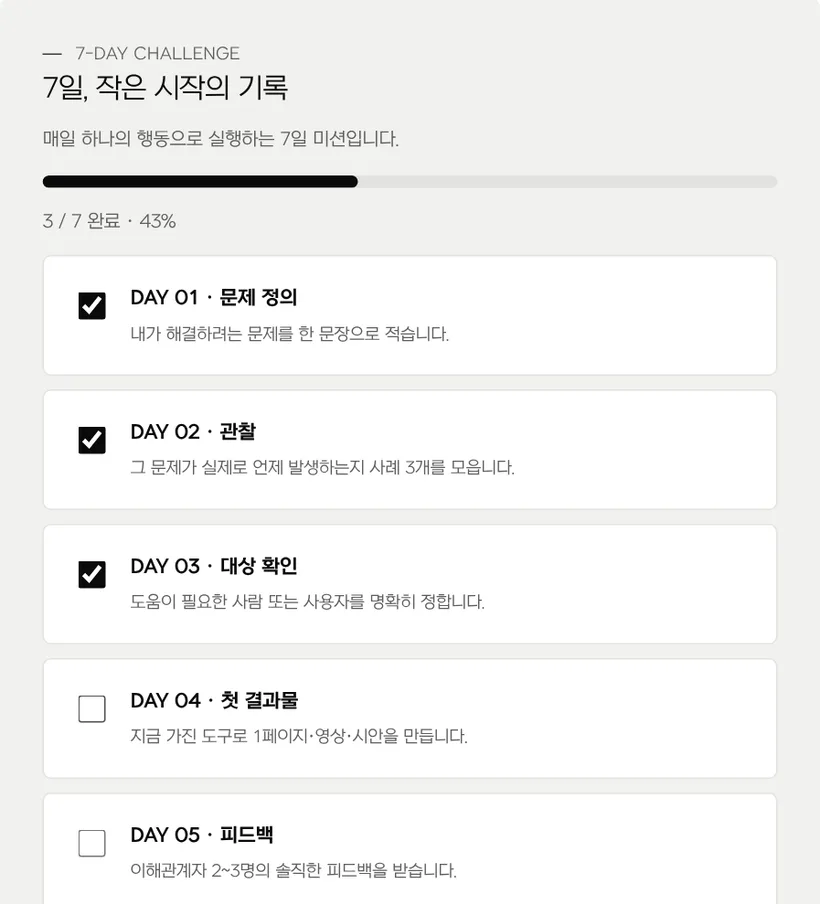 — 7-DAY CHALLENGE
7일, 작은 시작의 기록
매일 하나의 행동으로 실행하는 7일 미션입니다.
3 / 7 완료 · 43%
DAY 01 · 문제 정의
내가 해결하려는 문제를 한 문장으로 적습니다.
DAY 02 · 관찰
그 문제가 실제로 언제 발생하는지 사례 3개를 모읍니다.
DAY 03 · 대상 확인
도움이 필요한 사람 또는 사용자를 명확히 정합니다.
DAY 04 · 첫 결과물
지금 가진 도구로 1페이지·영상·시안을 만듭니다.
DAY 05 · 피드백
이해관계자 2~3명의 솔직한 피드백을 받습니다.